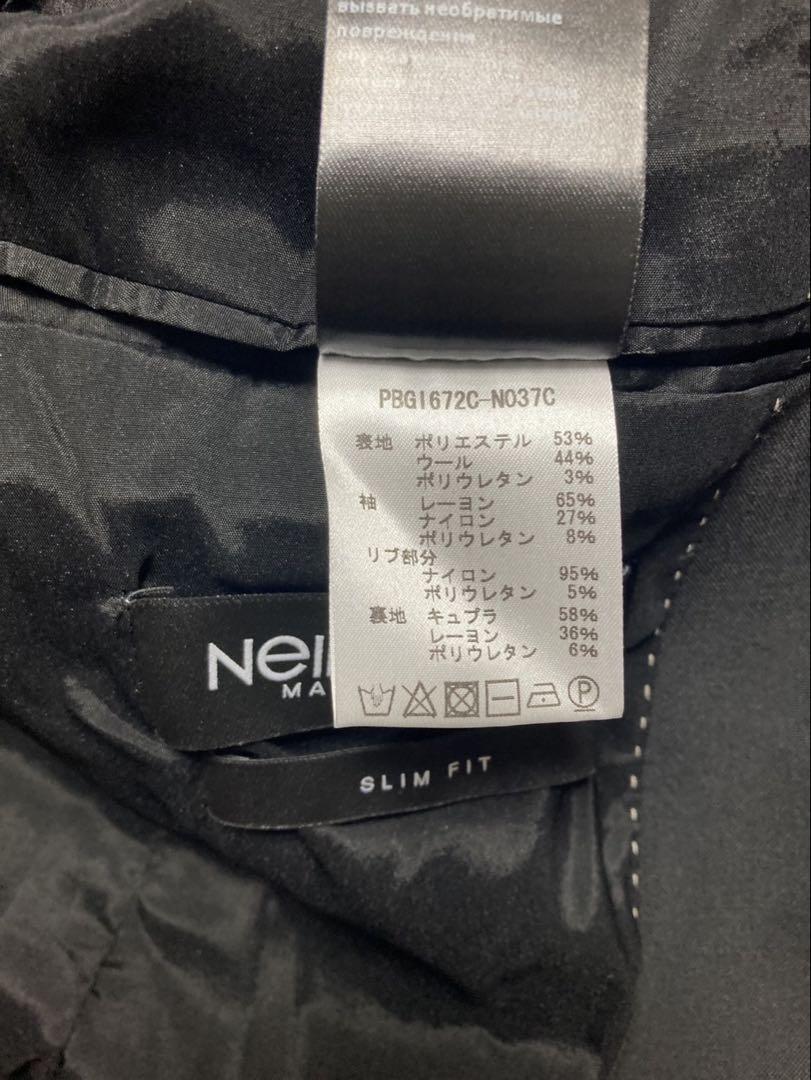 вызвать необратимые
повреждения
PBGI672C-N037C
表地 ポリエステル 53%
ウール 44%
ポリウレタン 3%
袖 レーヨン 65%
ナイロン 27%
ポリウレタン 8%
リブ部分
ナイロン 95%
ポリウレタン 5%
裏地 キュプラ 58%
レーヨン 36%
ポリウレタン 6%
P
Neil
MA
SLIM FIT